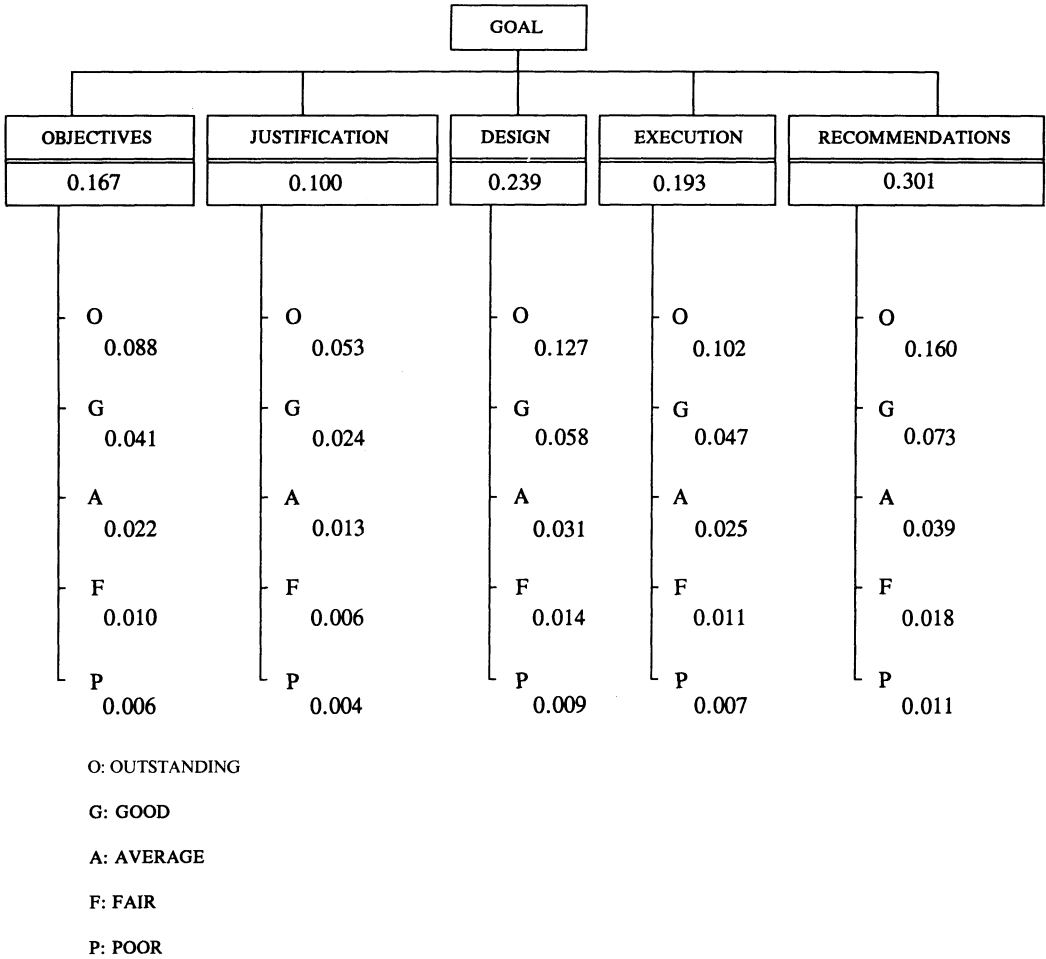 GOAL
OBJECTIVES JUSTIFICATION DESIGN EXECUTION RECOMMENDATIONS
0.167 0.100 0.239 0.193 0.301
O O O O O
0.088 0.053 0.127 0.102 0.160
G G G G G
0.041 0.024 0.058 0.047 0.073
A A A A A
0.022 0.013 0.031 0.025 0.039
F F F F F
0.010 0.006 0.014 0.011 0.018
P P P P P
0.006 0.004 0.009 0.007 0.011
O: OUTSTANDING
G: GOOD
A: AVERAGE
F: FAIR
P: POOR